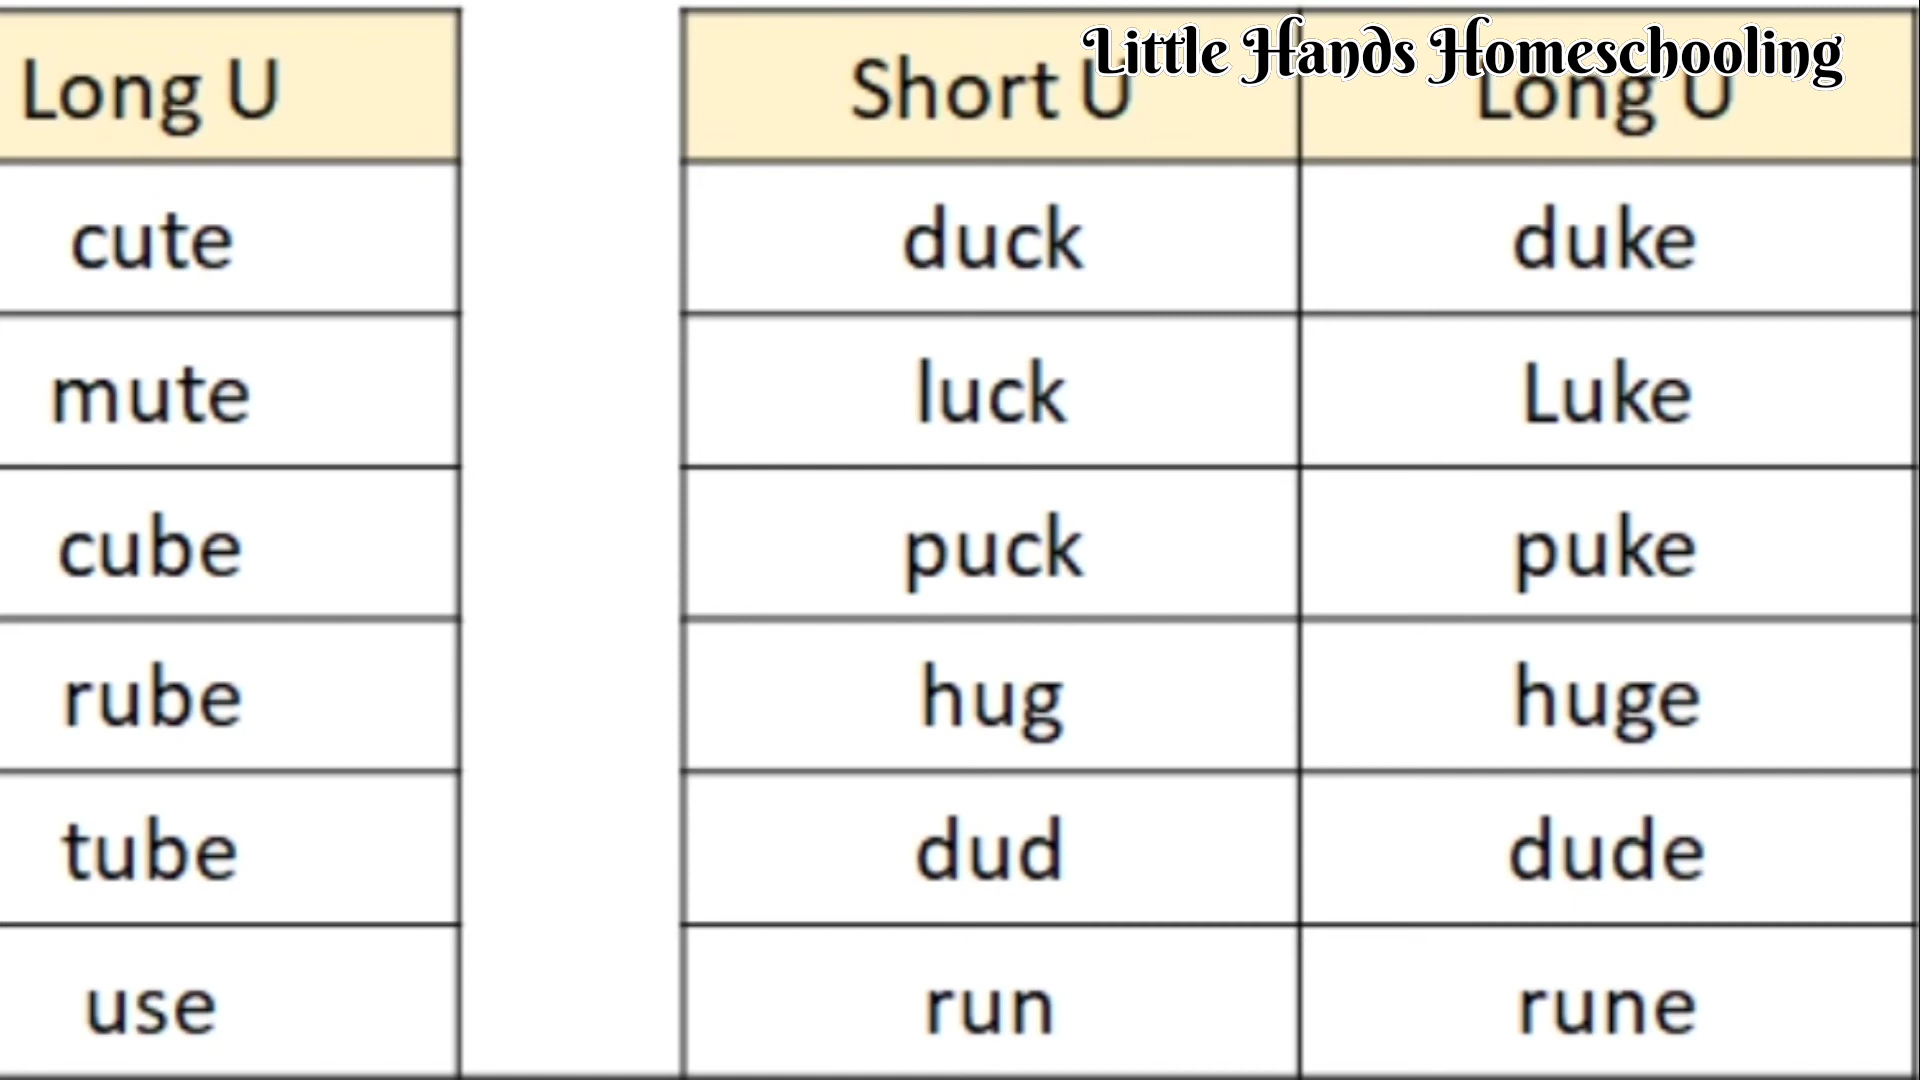 Little Hands Homeschooling
Long U
cute
mute
cube
rube
tube
use
Short U Long U
duck duke
luck Luke
puck puke
hug huge
dud dude
run rune